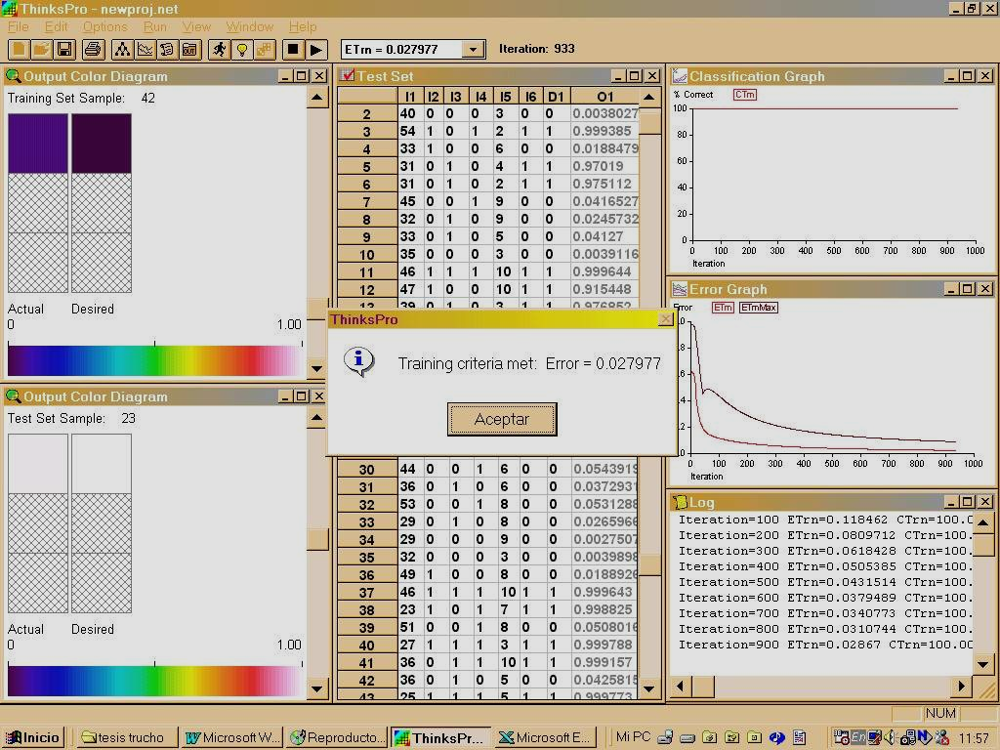 ThinksPro - newproj.net
File Edit Options Run View Window Help
ETrn = 0.027977 Iteration: 933
Output Color Diagram
Training Set Sample: 42
Actual Desired
0 1.00
Output Color Diagram
Test Set Sample: 23
Actual Desired
0 1.00
Test Set
I1 I2 I3 I4 I5 I6 D1 O1
2 40 0 0 0 3 0 0 0.0038027
3 54 1 0 1 2 1 1 0.999385
4 33 1 0 0 6 0 0 0.0188479
5 31 0 1 0 4 1 1 0.97019
6 31 0 1 0 2 1 1 0.975112
7 45 0 0 1 9 0 0 0.0416527
8 32 0 1 0 9 0 0 0.0245732
9 33 0 1 0 5 0 0 0.04127
10 35 0 0 0 3 0 0 0.0039116
11 46 1 1 1 10 1 1 0.999644
12 47 1 0 0 10 1 1 0.915448
13 39 0 1 0 3 1 1 0.976852
30 44 0 0 1 6 0 0 0.0543919
31 36 0 1 0 6 0 0 0.0372931
32 53 0 0 1 8 0 0 0.0531288
33 29 0 1 0 8 0 0 0.0265966
34 29 0 0 0 9 0 0 0.0027507
35 32 0 0 0 3 0 0 0.0039898
36 49 1 0 0 8 0 0 0.0188926
37 46 1 1 1 10 1 1 0.999643
38 23 0 1 0 7 1 1 0.998825
39 51 0 0 1 8 0 0 0.0508016
40 27 1 1 1 3 1 1 0.999788
41 36 0 1 1 10 1 1 0.999157
42 36 0 1 0 5 0 0 0.0425815
43 25 1 1 1 5 1 1 0.999773
ThinksPro
Training criteria met: Error = 0.027977
Aceptar
Classification Graph
% Correct CTrn
100
80
60
40
20
0
0 100 200 300 400 500 600 700 800 900 1000
Iteration
Error Graph
Error ETrn ETrnMax
.0
.8
.6
.4
.2
.0
0 100 200 300 400 500 600 700 800 900 1000
Iteration
Log
Iteration=100 ETrn=0.118462 CTrn=100.0
Iteration=200 ETrn=0.0809712 CTrn=100.
Iteration=300 ETrn=0.0618428 CTrn=100.
Iteration=400 ETrn=0.0505385 CTrn=100.
Iteration=500 ETrn=0.0431514 CTrn=100.
Iteration=600 ETrn=0.0379489 CTrn=100.
Iteration=700 ETrn=0.0340773 CTrn=100.
Iteration=800 ETrn=0.0310744 CTrn=100.
Iteration=900 ETrn=0.02867 CTrn=100.00
NUM
Inicio tesis trucho Microsoft W... Reproducto... ThinksPr... Microsoft E... Mi PC En 11:57